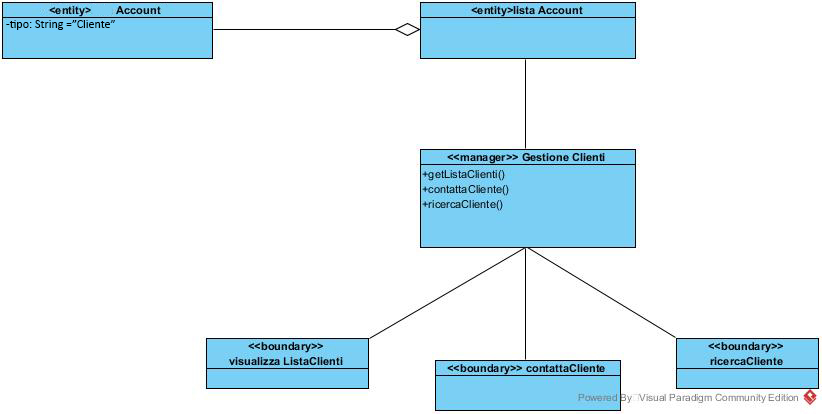 <entity> Account
-tipo: String =”Cliente”
<entity>lista Account
<<manager>> Gestione Clienti
+getListaClienti()
+contattaCliente()
+ricercaCliente()
<<boundary>>
visualizza ListaClienti
<<boundary>> contattaCliente
<<boundary>>
ricercaCliente
Powered By Visual Paradigm Community Edition